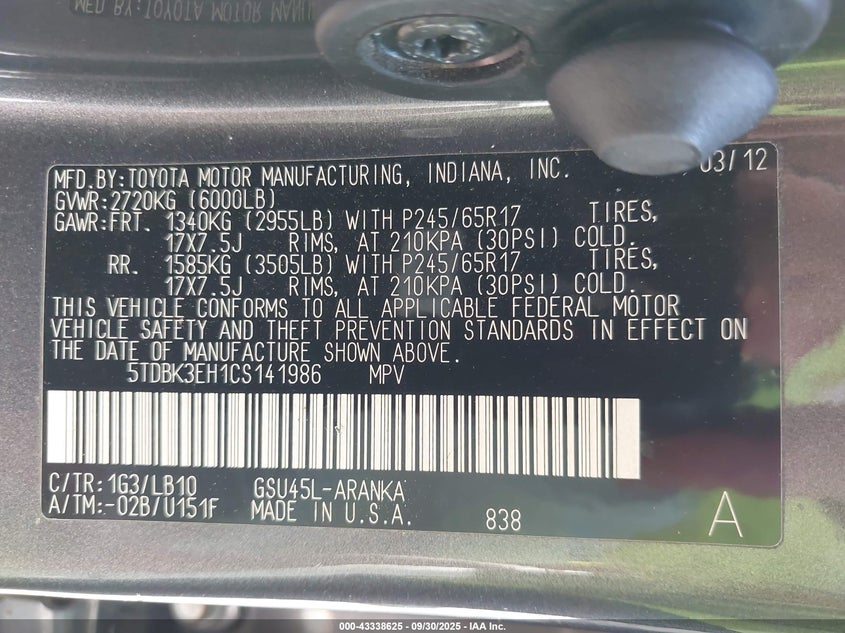 MFD.BY:TOYOTA MOTOR MANUFACTURING, INDIANA, INC. 03/12
GVWR:2720KG (6000LB)
GAWR:FRT. 1340KG (2955LB) WITH P245/65R17 TIRES,
17X7.5J RIMS, AT 210KPA (30PSI) COLD.
RR. 1585KG (3505LB) WITH P245/65R17 TIRES,
17X7.5J RIMS, AT 210KPA (30PSI) COLD.
THIS VEHICLE CONFORMS TO ALL APPLICABLE FEDERAL MOTOR
VEHICLE SAFETY AND THEFT PREVENTION STANDARDS IN EFFECT ON
THE DATE OF MANUFACTURE SHOWN ABOVE.
5TDBK3EH1CS141986 MPV
C/TR:1G3/LB10 GSU45L-ARANKA
A/TM:-02B/U151F MADE IN U.S.A. 838 A
000-43338625 - 09/30/2025 - IAA Inc.